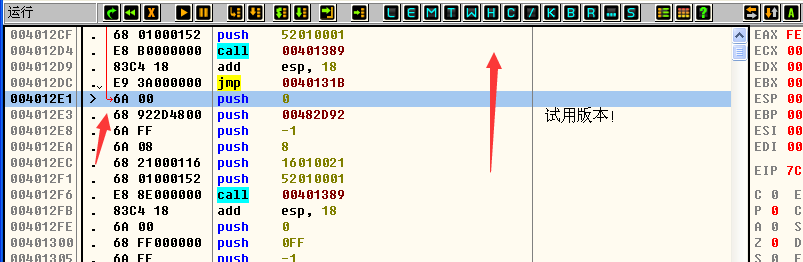 运行 L E M T W H C / K B R ... S ? A
004012CF . 68 01000152 push 52010001 EAX FE
004012D4 . E8 B0000000 call 00401389 ECX 00
004012D9 . 83C4 18 add esp, 18 EDX 00
004012DC . E9 3A000000 jmp 0040131B EBX 00
004012E1 > 6A 00 push 0 ESP 00
004012E3 . 68 922D4800 push 00482D92 试用版本! EBP 00
004012E8 . 6A FF push -1 ESI 00
004012EA . 6A 08 push 8 EDI 00
004012EC . 68 21000116 push 16010021
004012F1 . 68 01000152 push 52010001 EIP 7C
004012F6 . E8 8E000000 call 00401389 C 0 E
004012FB . 83C4 18 add esp, 18 P 0 C
004012FE . 6A 00 push 0 A 0 S
00401300 . 68 FF000000 push 0FF Z 0 D
00401305 . 6A FF push -1